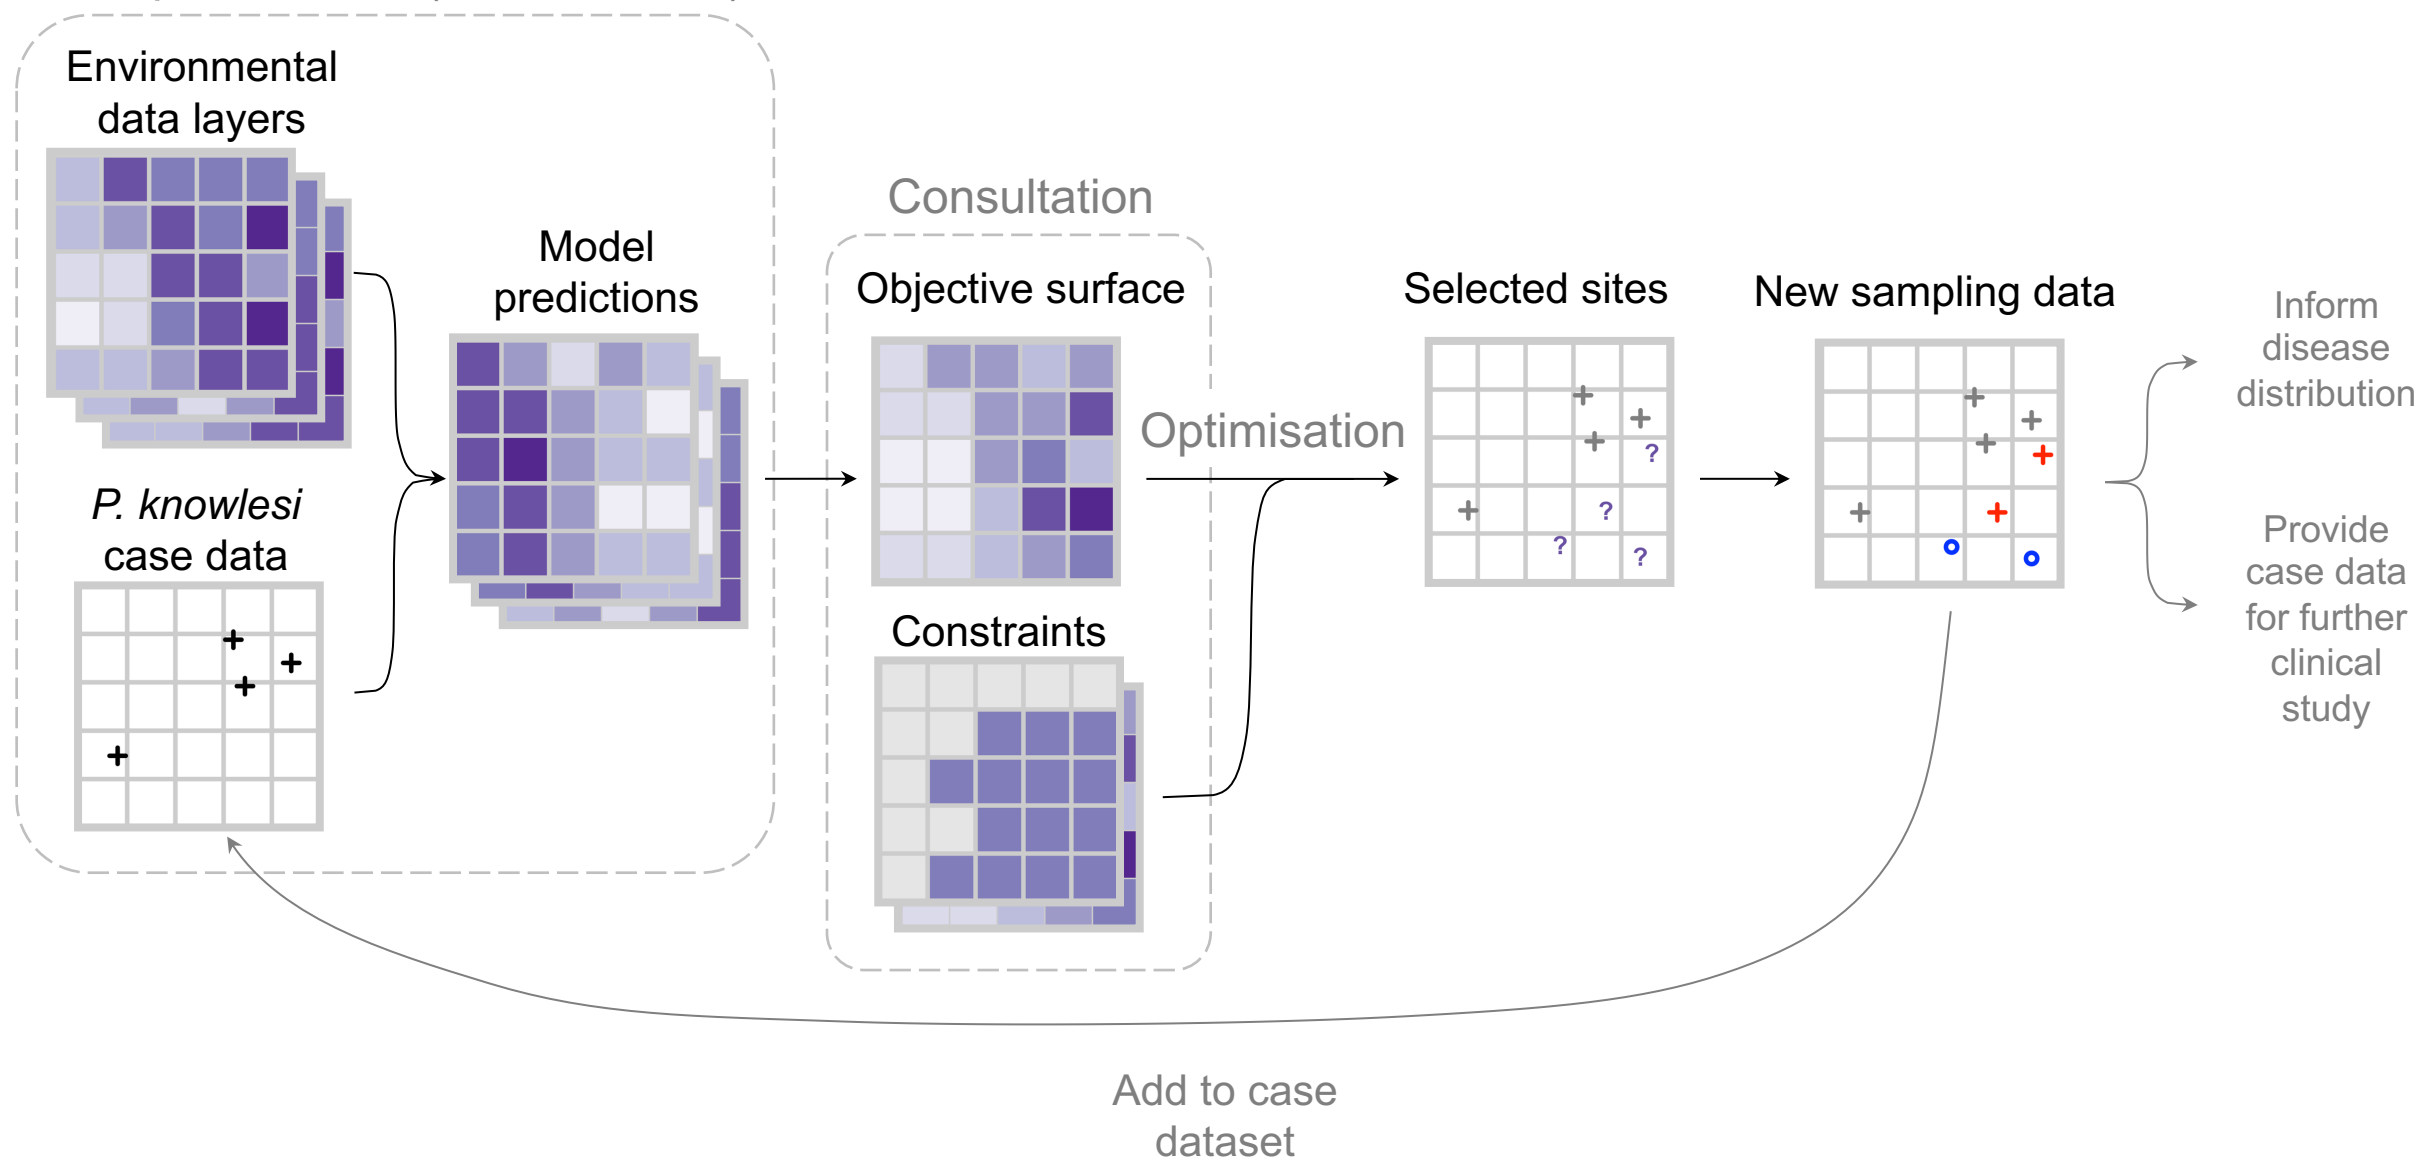 Environmental
data layers
P. knowlesi
case data
Model
predictions
Consultation
Objective surface
Constraints
Optimisation
Selected sites
?
?
?
?
New sampling data
Inform
disease
distribution
Provide
case data
for further
clinical
study
Add to case
dataset